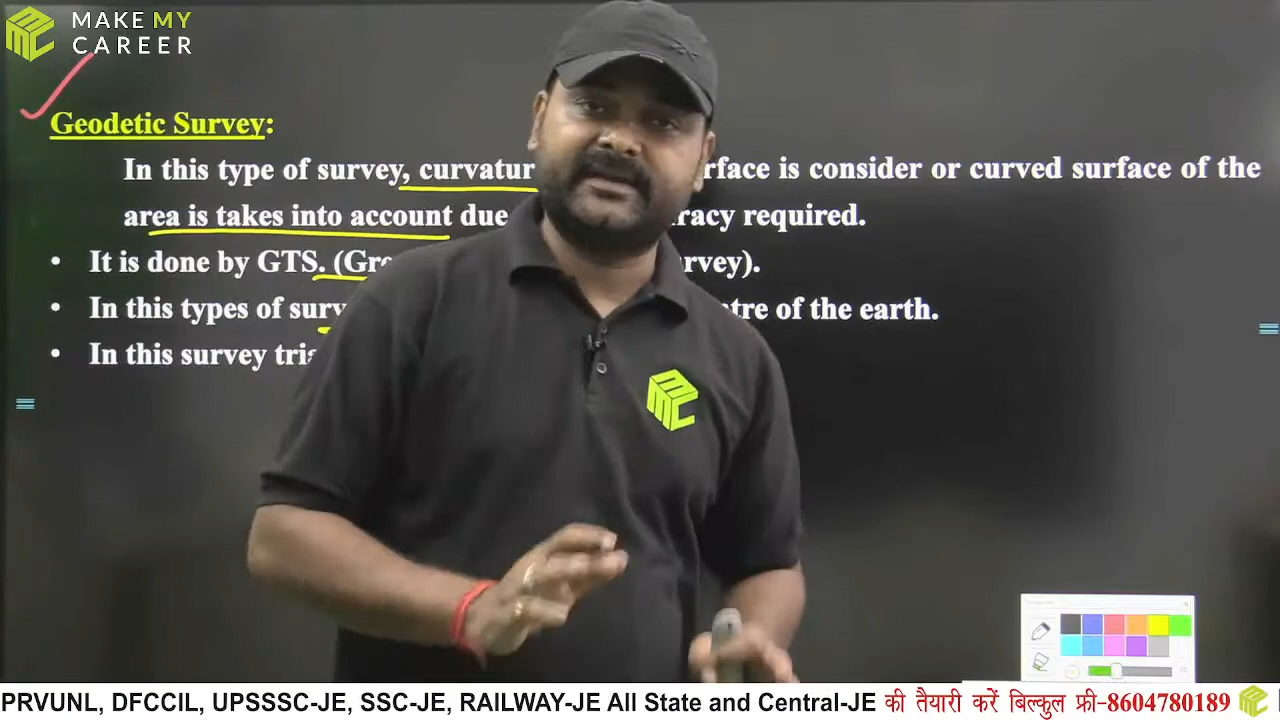 MAKE MY
CAREER
Geodetic Survey:
In this type of survey, curvatur rface is consider or curved surface of the
area is takes into account due racy required.
• It is done by GTS. (Gre rvey).
• In this types of surv tre of the earth.
• In this survey tria
PRVUNL, DFCCIL, UPSSSC-JE, SSC-JE, RAILWAY-JE All State and Central-JE की तैयारी करें बिल्कुल फ्री-8604780189